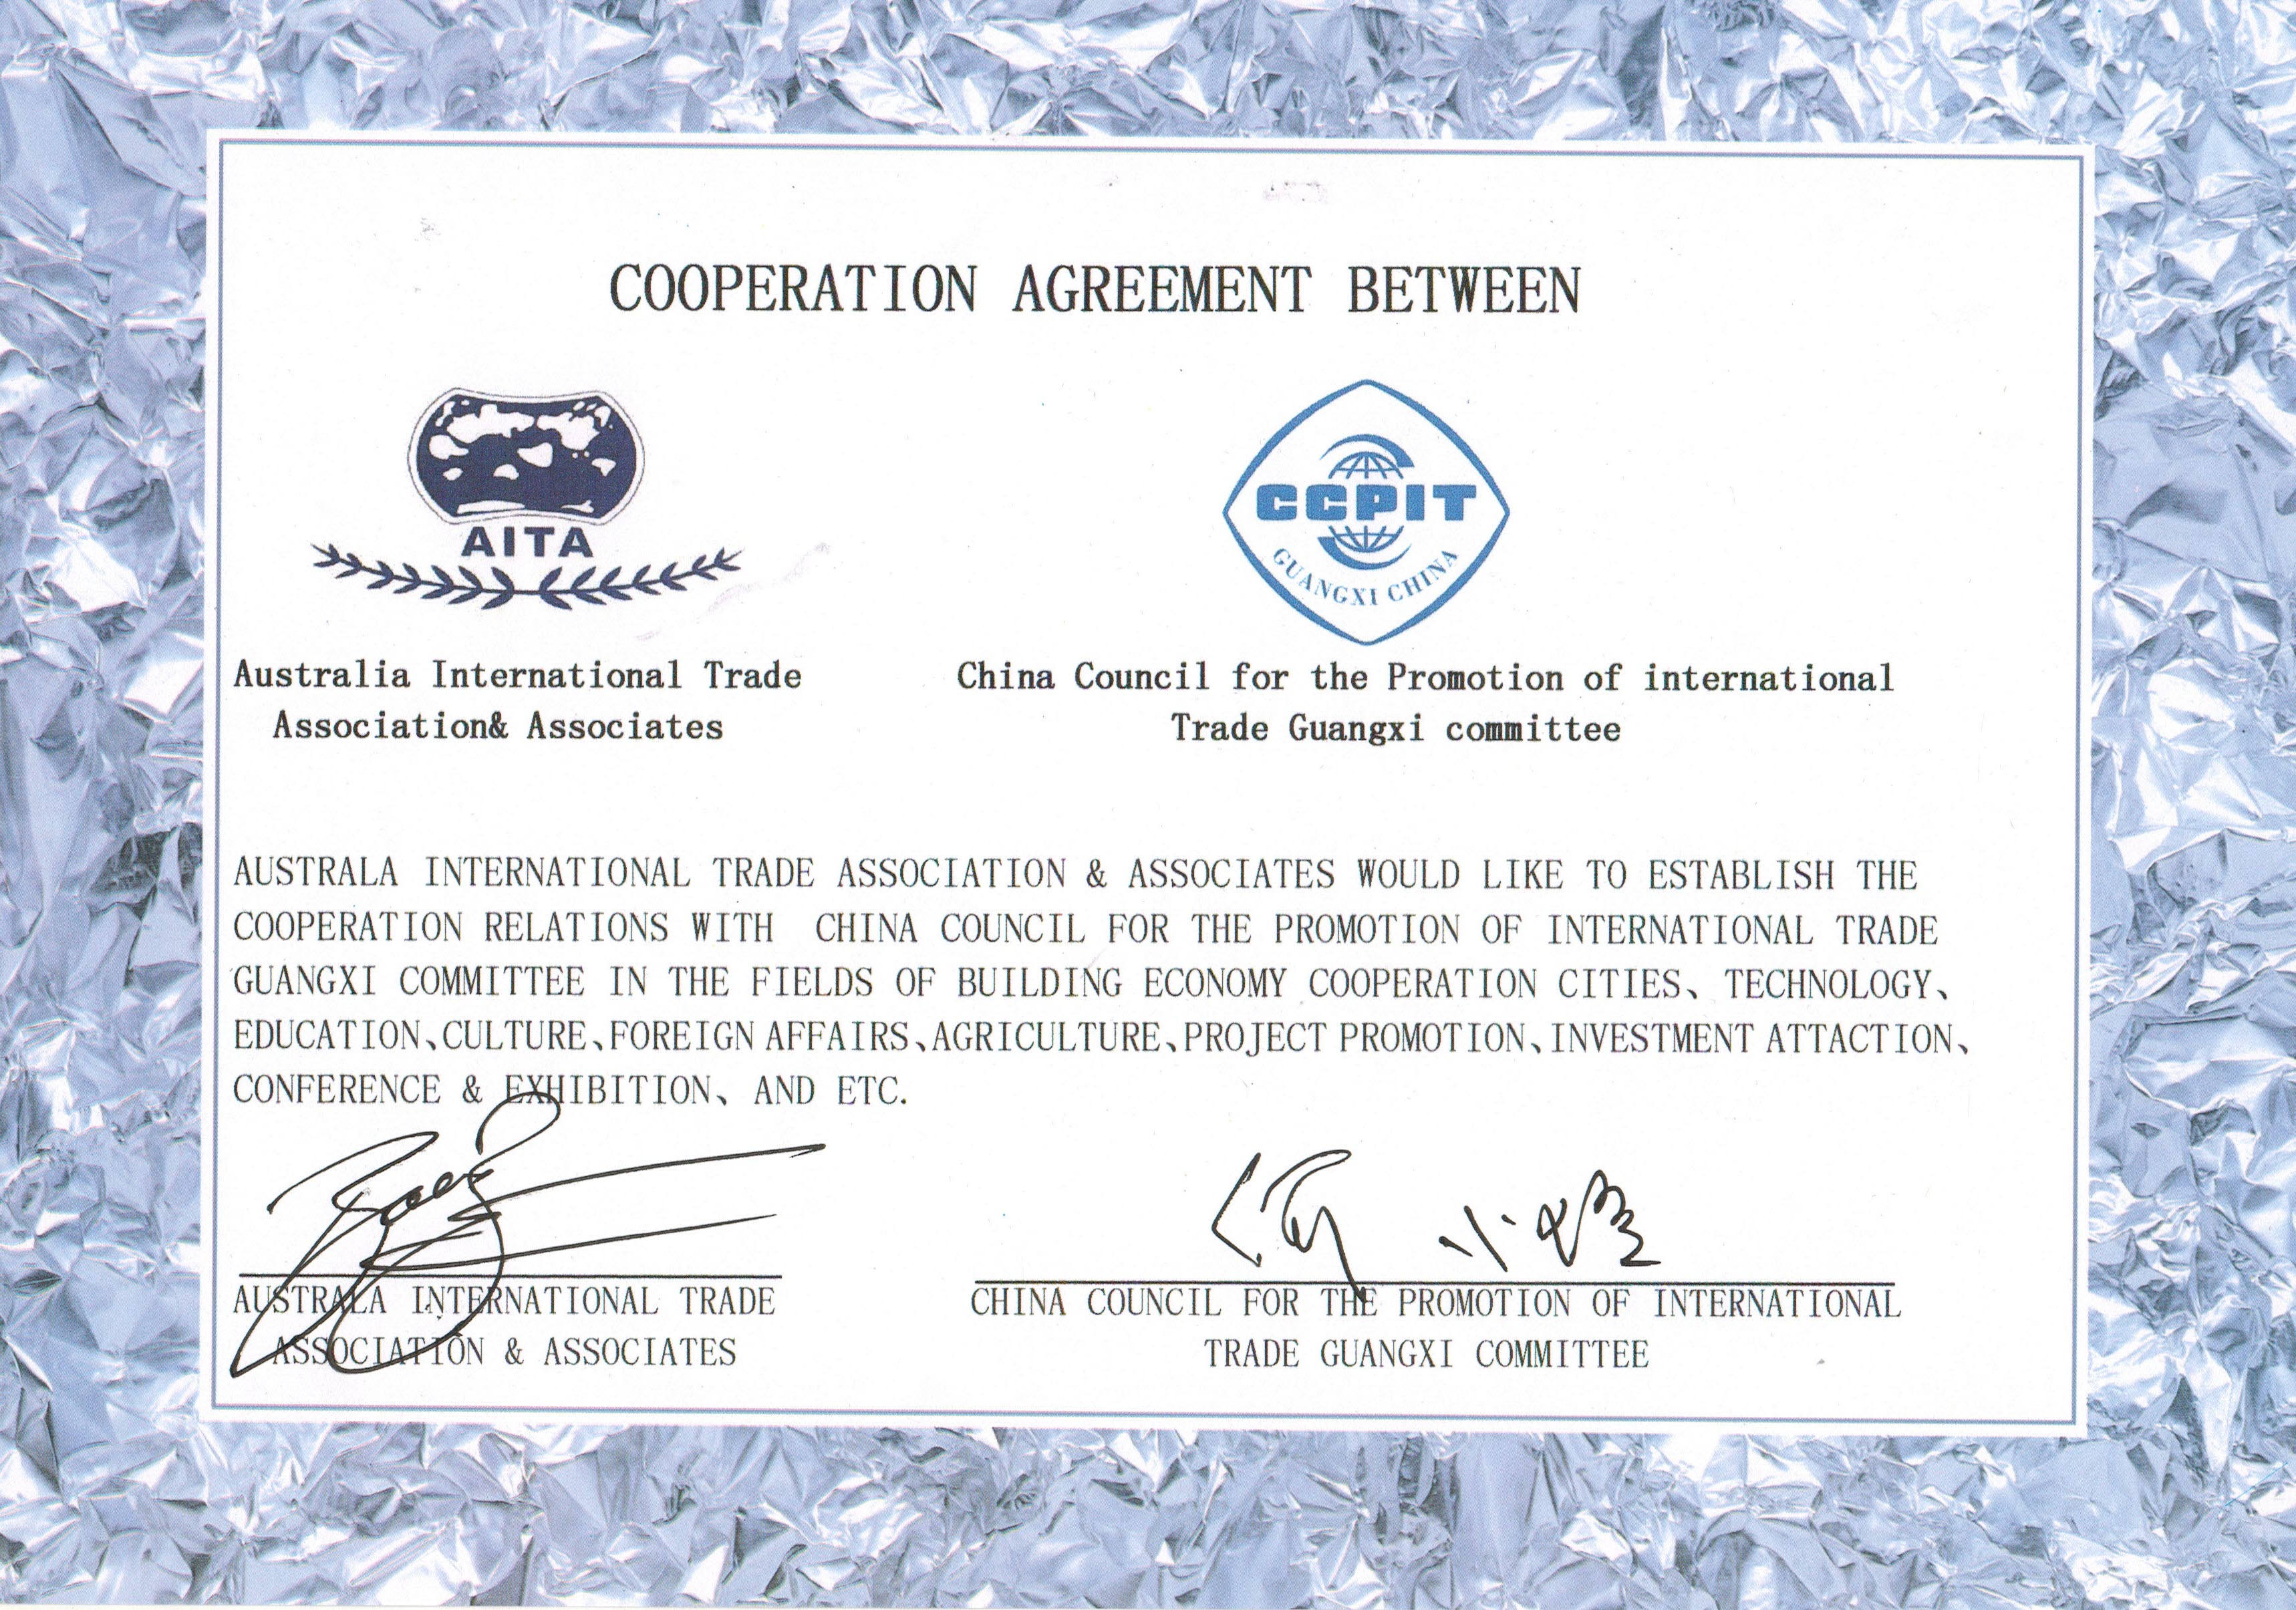 COOPERATION AGREEMENT BETWEEN
AITA
CCPIT
GUANGXI CHINA
Australia International Trade
Association& Associates
China Council for the Promotion of international
Trade Guangxi committee
AUSTRALA INTERNATIONAL TRADE ASSOCIATION & ASSOCIATES WOULD LIKE TO ESTABLISH THE
COOPERATION RELATIONS WITH CHINA COUNCIL FOR THE PROMOTION OF INTERNATIONAL TRADE
GUANGXI COMMITTEE IN THE FIELDS OF BUILDING ECONOMY COOPERATION CITIES、TECHNOLOGY、
EDUCATION、CULTURE、FOREIGN AFFAIRS、AGRICULTURE、PROJECT PROMOTION、INVESTMENT ATTACTION、
CONFERENCE & EXHIBITION、AND ETC.
AUSTRALA INTERNATIONAL TRADE
ASSOCIATION & ASSOCIATES
CHINA COUNCIL FOR THE PROMOTION OF INTERNATIONAL
TRADE GUANGXI COMMITTEE